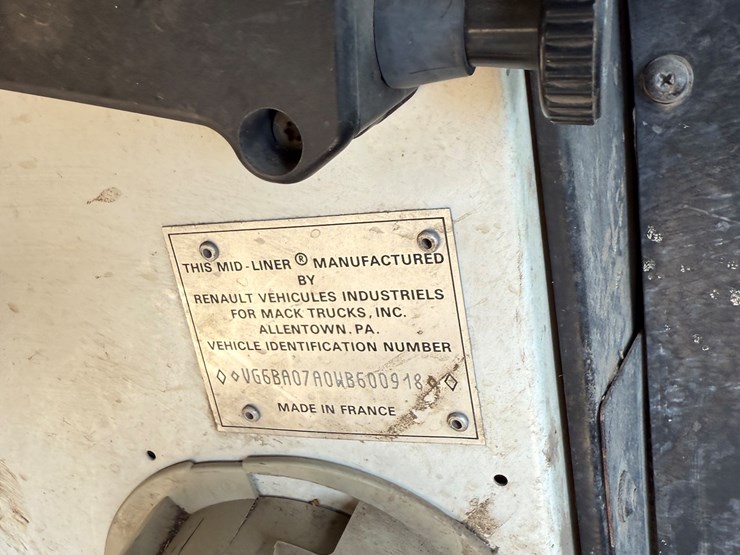 THIS MID-LINER ® MANUFACTURED
BY
RENAULT VEHICULES INDUSTRIELS
FOR MACK TRUCKS, INC.
ALLENTOWN, PA.
VEHICLE IDENTIFICATION NUMBER
VG6BA07A0WB600918
MADE IN FRANCE